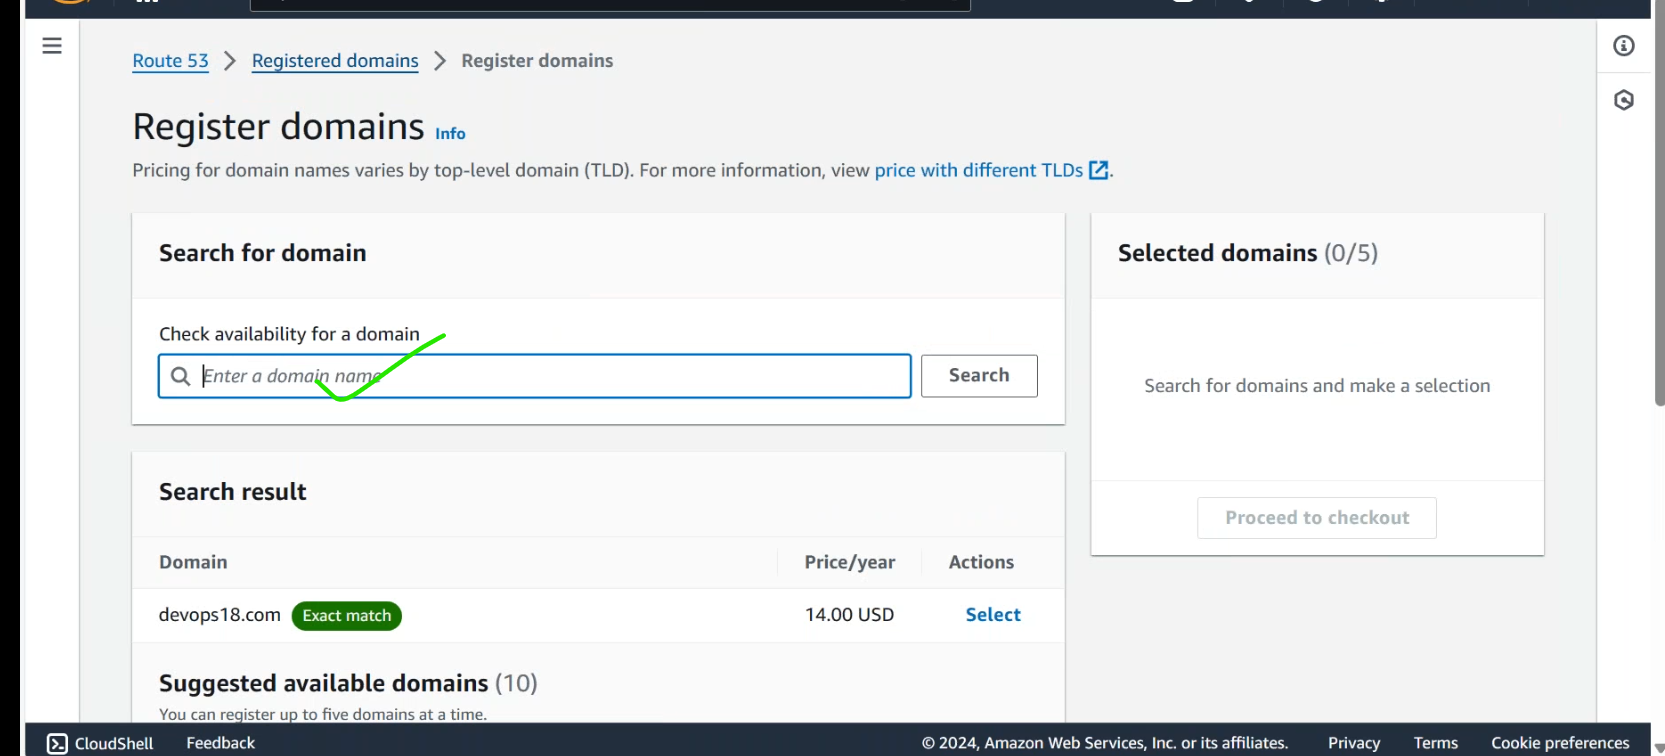 Route 53 > Registered domains > Register domains
Register domains Info
Pricing for domain names varies by top-level domain (TLD). For more information, view price with different TLDs.
Search for domain
Check availability for a domain
Enter a domain name
Search
Selected domains (0/5)
Search for domains and make a selection
Proceed to checkout
Search result
Domain Price/year Actions
devops18.com Exact match 14.00 USD Select
Suggested available domains (10)
You can register up to five domains at a time.
CloudShell Feedback © 2024, Amazon Web Services, Inc. or its affiliates. Privacy Terms Cookie preferences